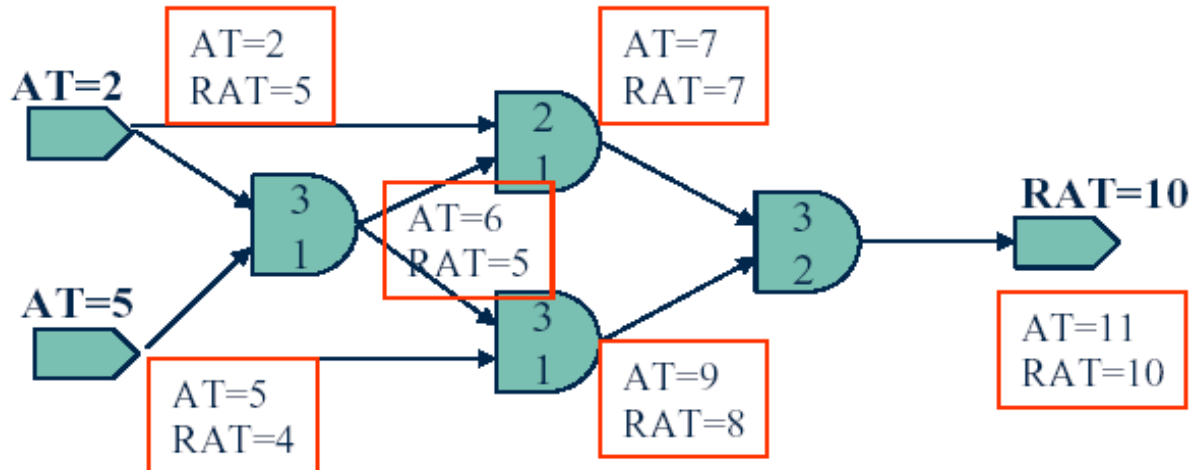 AT=2
RAT=5
AT=7
RAT=7
AT=2
2
1
3
1
AT=6
RAT=5
3
2
RAT=10
AT=5
3
1
AT=5
RAT=4
AT=9
RAT=8
AT=11
RAT=10